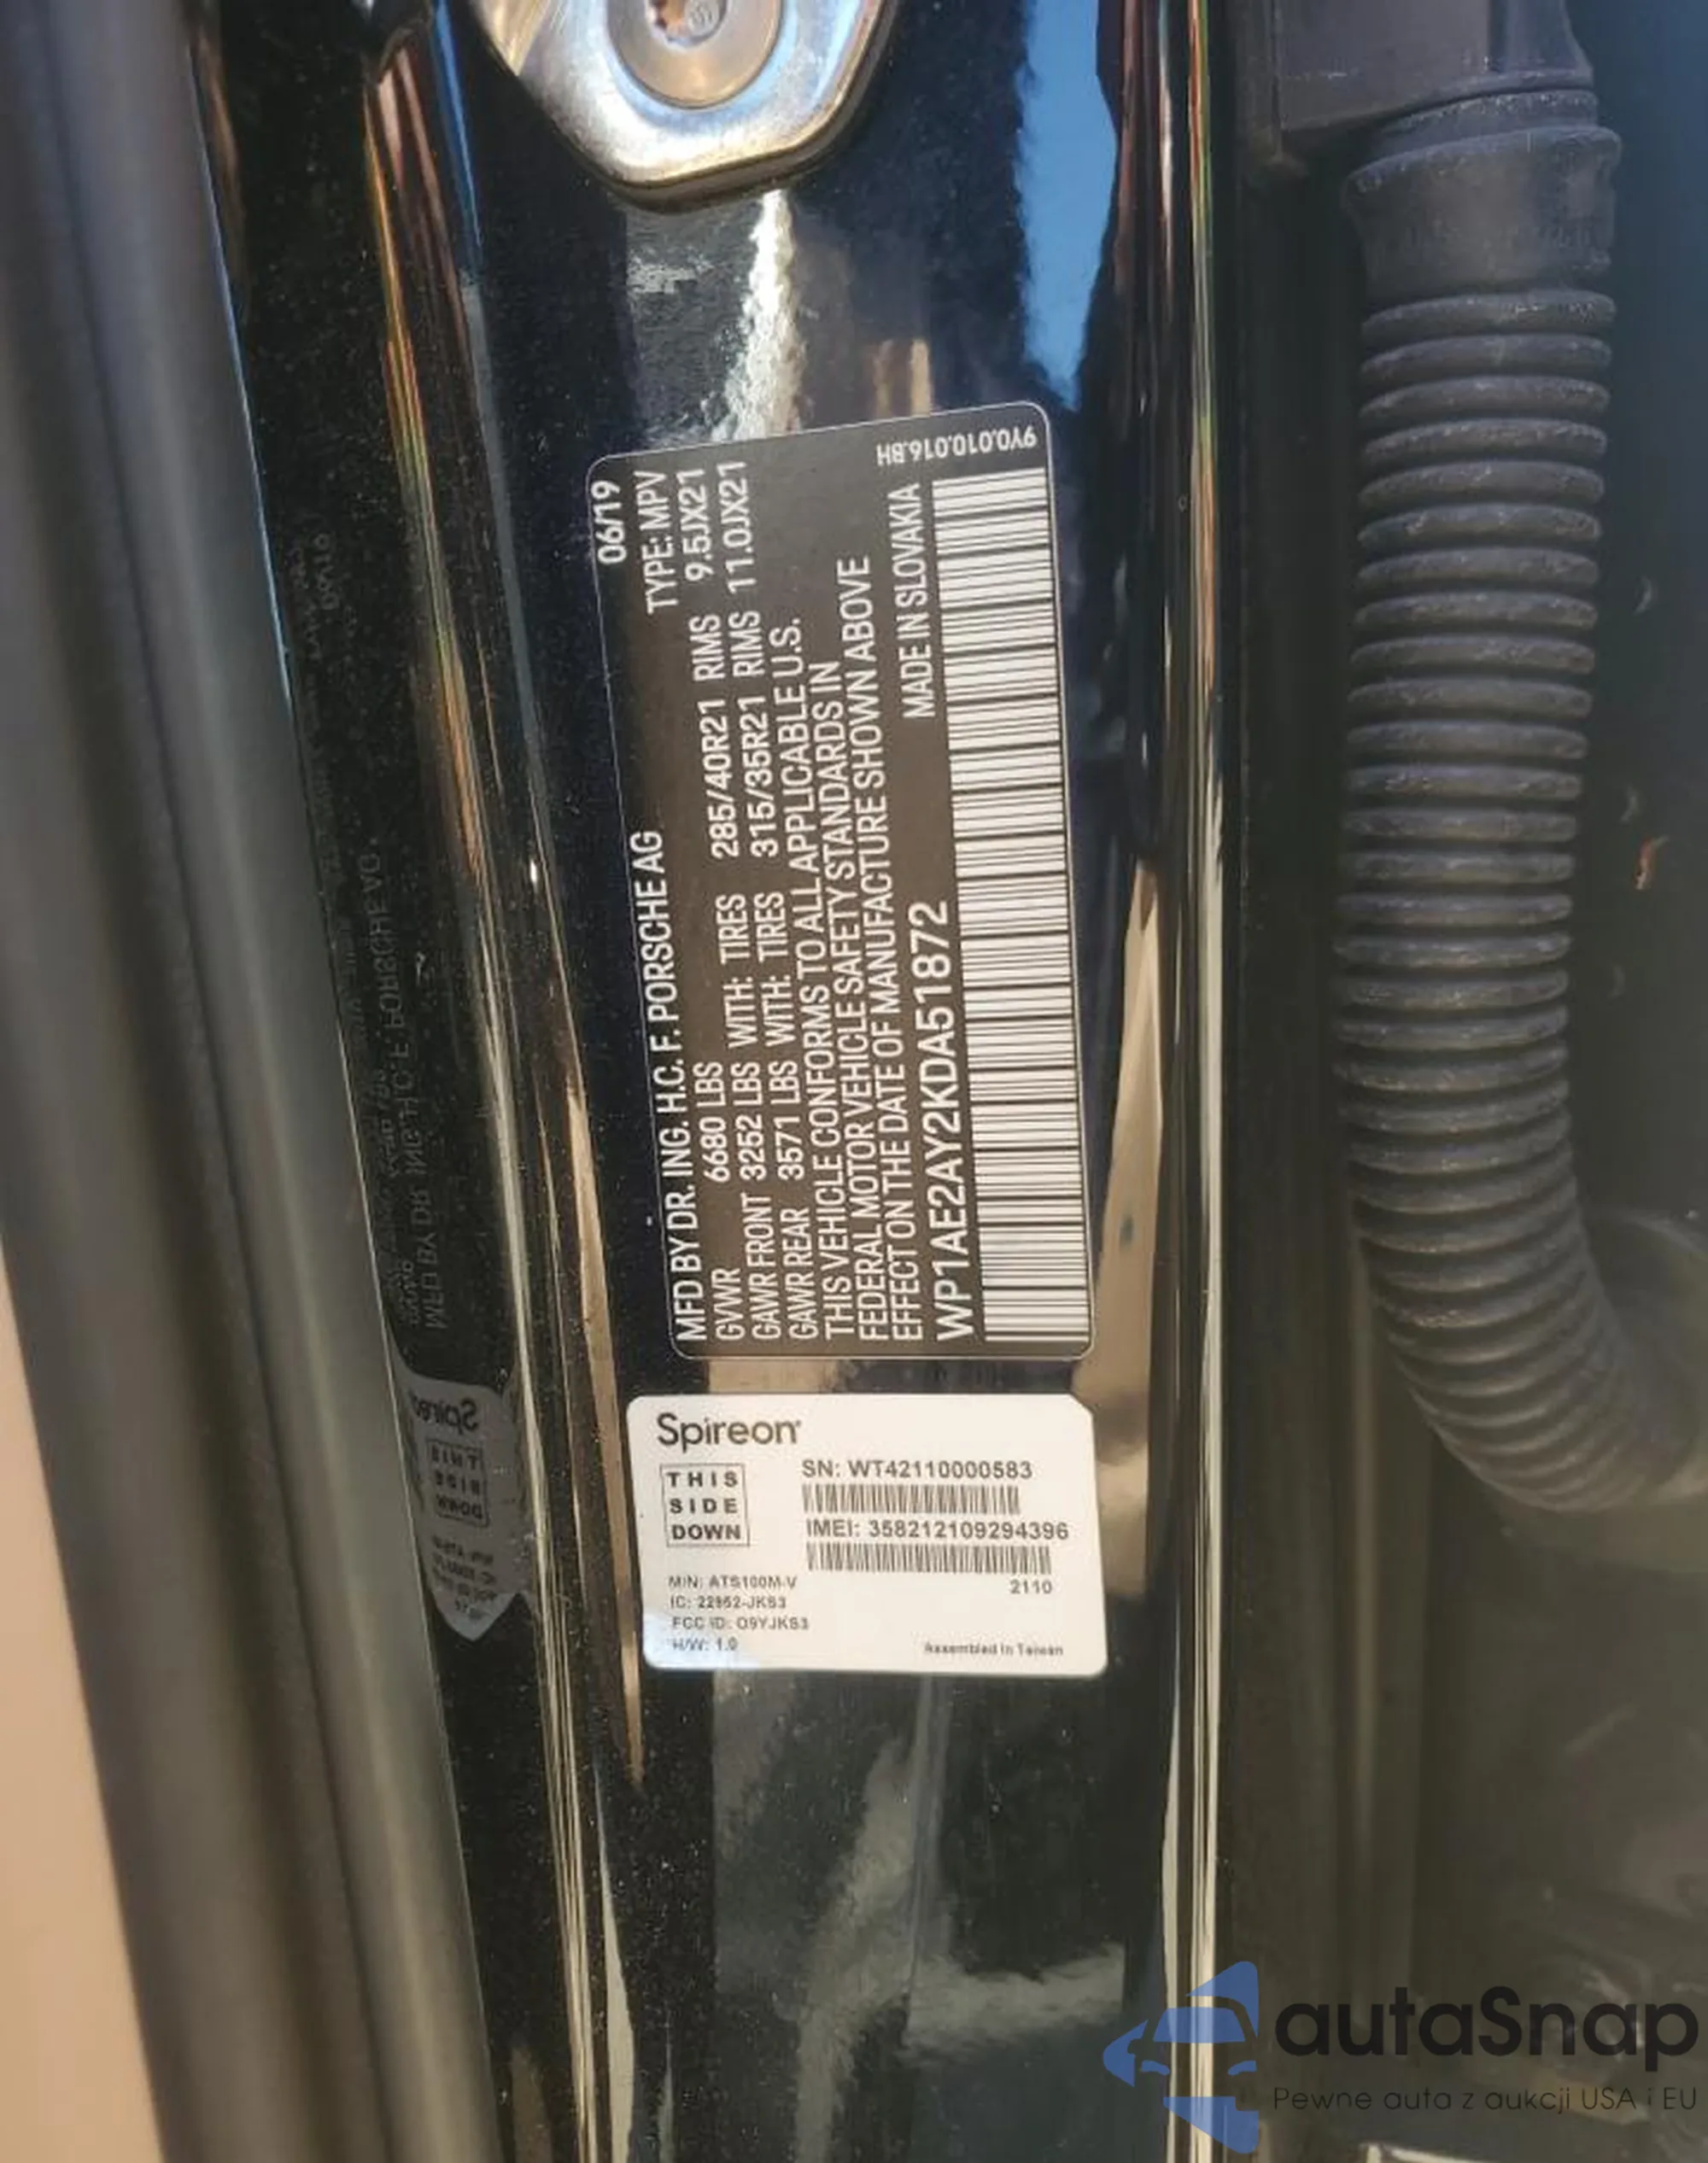 MFD BY DR. ING. H.C. F. PORSCHE AG 06/19
GVWR 6680 LBS TYPE: MPV
GAWR FRONT 3252 LBS WITH: TIRES 285/40R21 RIMS 9.5JX21
GAWR REAR 3571 LBS WITH: TIRES 315/35R21 RIMS 11.0JX21
THIS VEHICLE CONFORMS TO ALL APPLICABLE U.S.
FEDERAL MOTOR VEHICLE SAFETY STANDARDS IN
EFFECT ON THE DATE OF MANUFACTURE SHOWN ABOVE
WP1AE2AY2KDA51872 MADE IN SLOVAKIA
9Y0.010.016.BH
Spireon
THIS
SIDE
DOWN
SN: WT42110000583
IMEI: 358212109294396
2110
M/N: ATS100M-V
IC: 22952-JKS3
FCC ID: O9YJKS3
H/W: 1.0
Assembled in Taiwan
autaSnap
Pewne auta z aukcji USA i EU